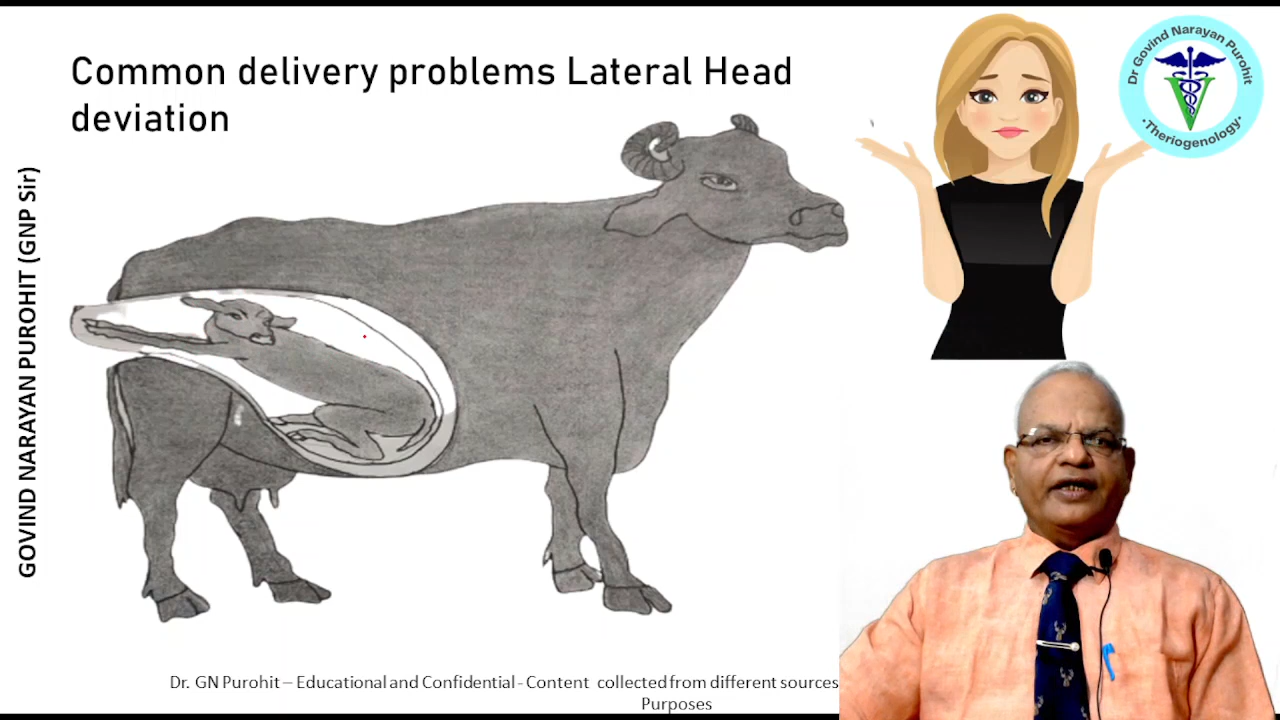 Common delivery problems Lateral Head
deviation
Dr Govind Narayan Purohit
•Theriogenology•
GOVIND NARAYAN PUROHIT (GNP Sir)
Dr. GN Purohit – Educational and Confidential - Content collected from different sources
Purposes